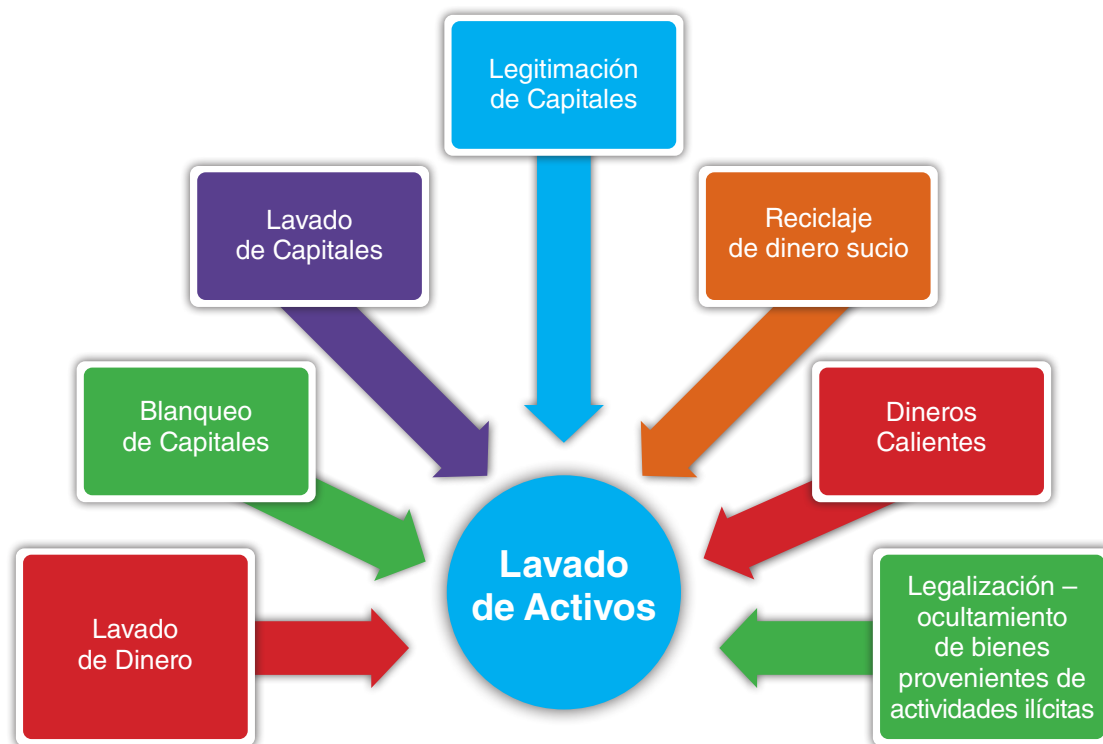 Legitimación
de Capitales
Lavado
de Capitales
Reciclaje
de dinero sucio
Blanqueo
de Capitales
Dineros
Calientes
Lavado
de Activos
Lavado
de Dinero
Legalización –
ocultamiento
de bienes
provenientes de
actividades ilícitas